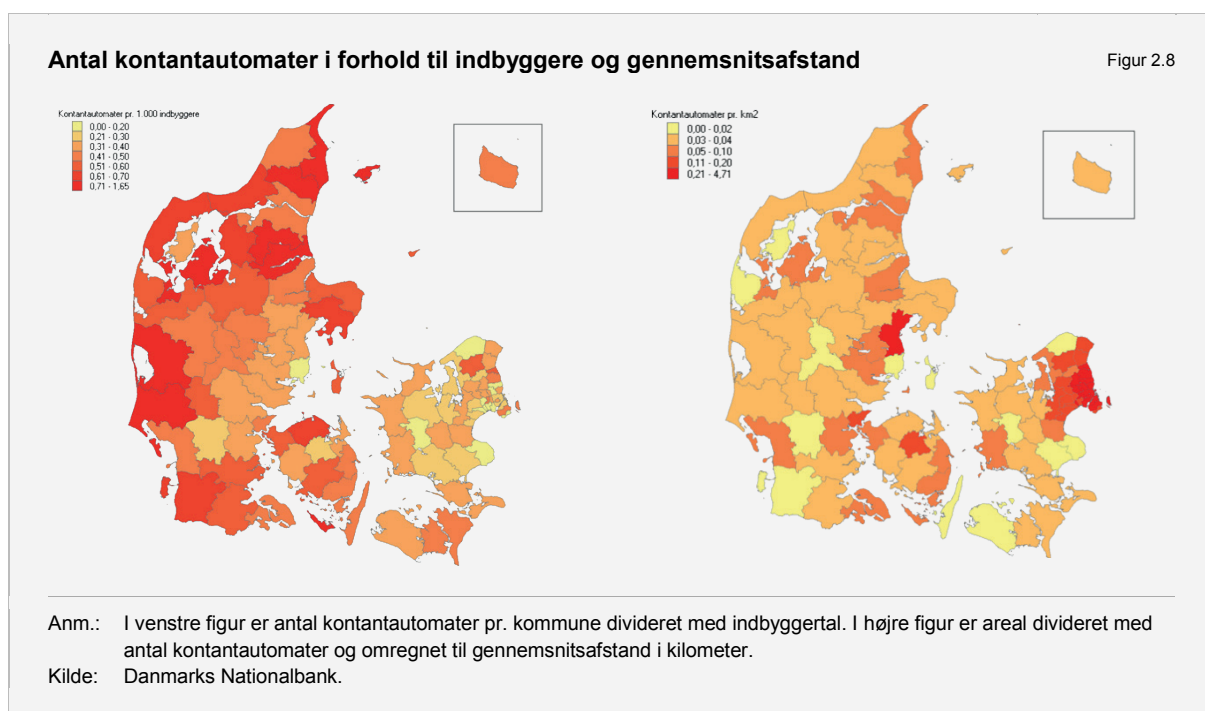 Antal kontantautomater i forhold til indbyggere og gennemsnitsafstand
Figur 2.8
Kontantautomater pr. 1.000 indbyggere
0,00 - 0,20
0,21 - 0,30
0,31 - 0,40
0,41 - 0,50
0,51 - 0,60
0,61 - 0,70
0,71 - 1,65
Kontantautomater pr. km2
0,00 - 0,02
0,03 - 0,04
0,05 - 0,10
0,11 - 0,20
0,21 - 4,71
Anm.: I venstre figur er antal kontantautomater pr. kommune divideret med indbyggertal. I højre figur er areal divideret med
antal kontantautomater og omregnet til gennemsnitsafstand i kilometer.
Kilde: Danmarks Nationalbank.